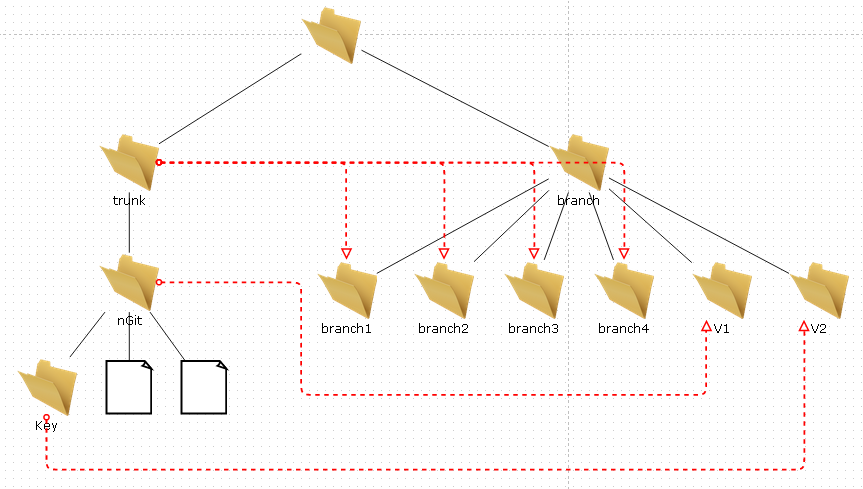 trunk
branch
nGit
branch1
branch2
branch3
branch4
V1
V2
Key